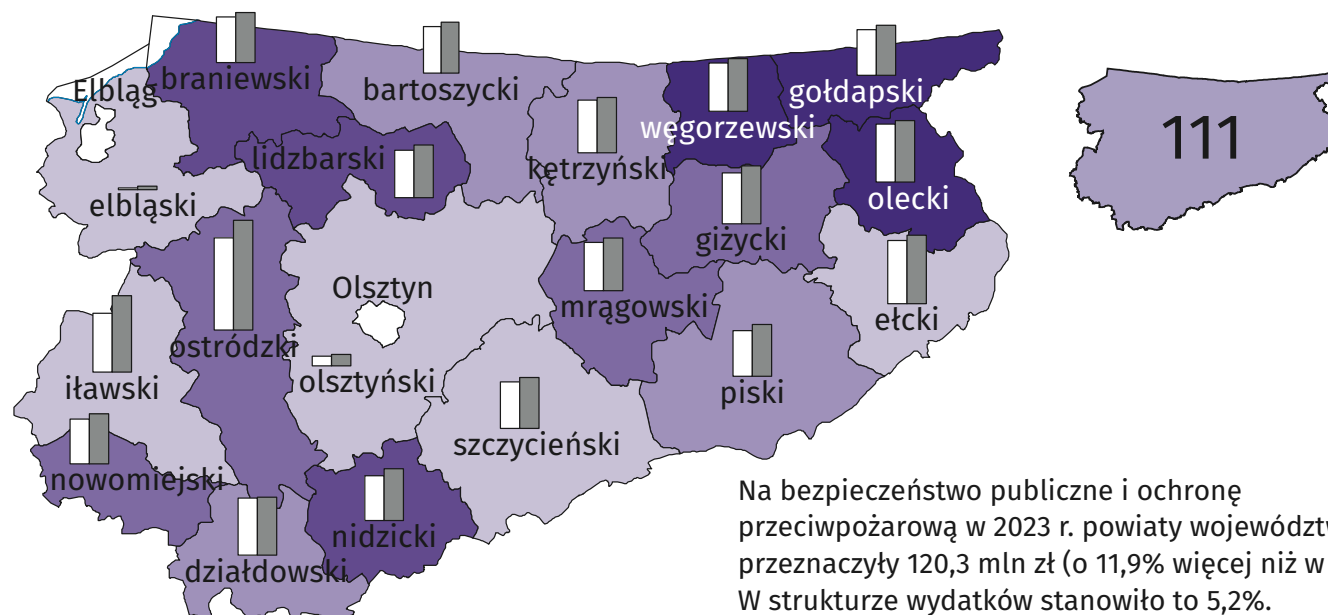 braniewski
Elbląg
bartoszycki
gołdapski
węgorzewski
111
lidzbarski
kętrzyński
elbląski
olecki
giżycki
Olsztyn
mrągowski
ełcki
ostródzki
iławski
olsztyński
piski
szczycieński
nowomiejski
nidzicki
działdowski
Na bezpieczeństwo publiczne i ochronę
przeciwpożarową w 2023 r. powiaty
przeznaczyły 120,3 mln zł (o 11,9% więcej niż w
W strukturze wydatków stanowiło to 5,2%.